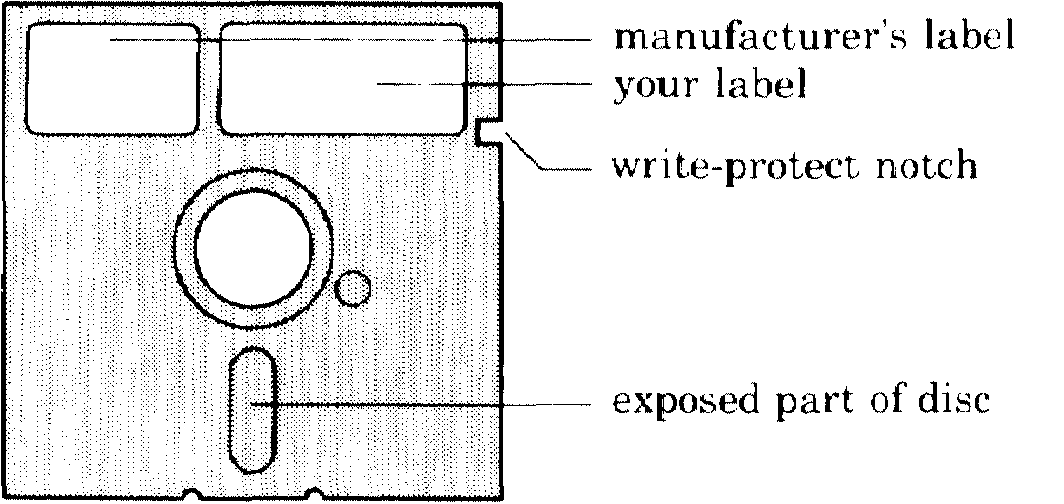 manufacturer's label
your label
write-protect notch
exposed part of disc